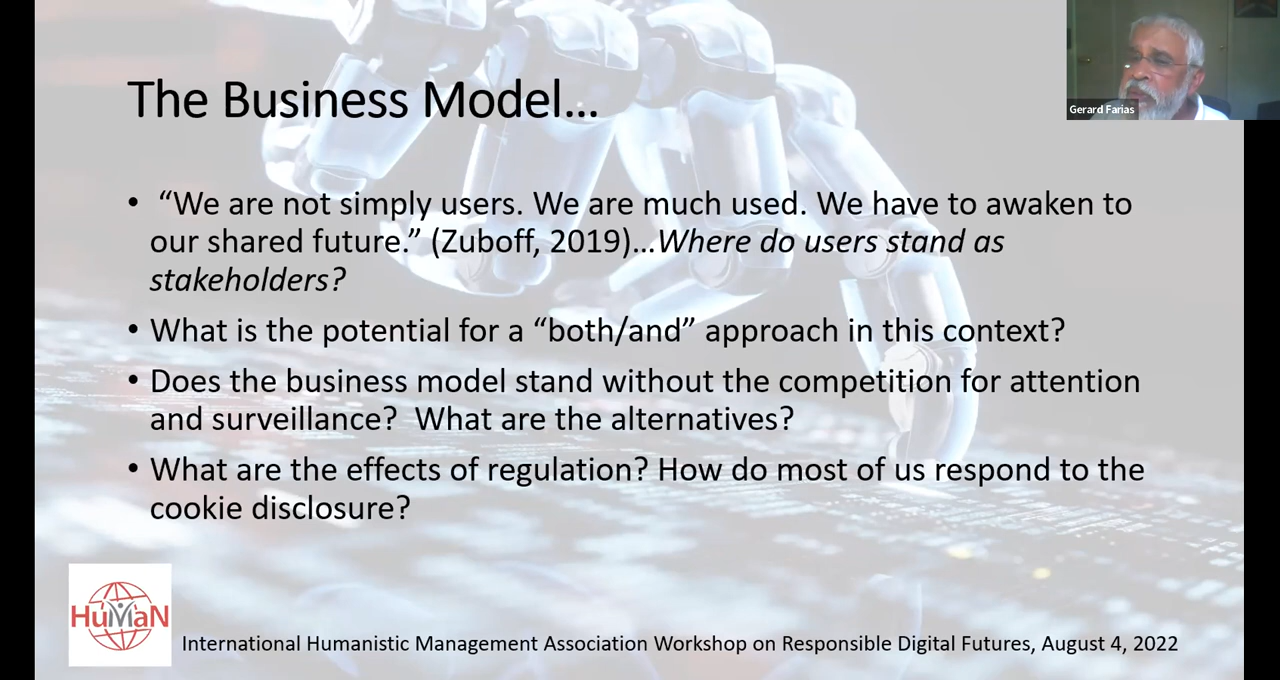 The Business Model...
Gerard Farias
• “We are not simply users. We are much used. We have to awaken to
our shared future.” (Zuboff, 2019)...Where do users stand as
stakeholders?
• What is the potential for a “both/and” approach in this context?
• Does the business model stand without the competition for attention
and surveillance?  What are the alternatives?
• What are the effects of regulation? How do most of us respond to the
cookie disclosure?
HuMaN
International Humanistic Management Association Workshop on Responsible Digital Futures, August 4, 2022